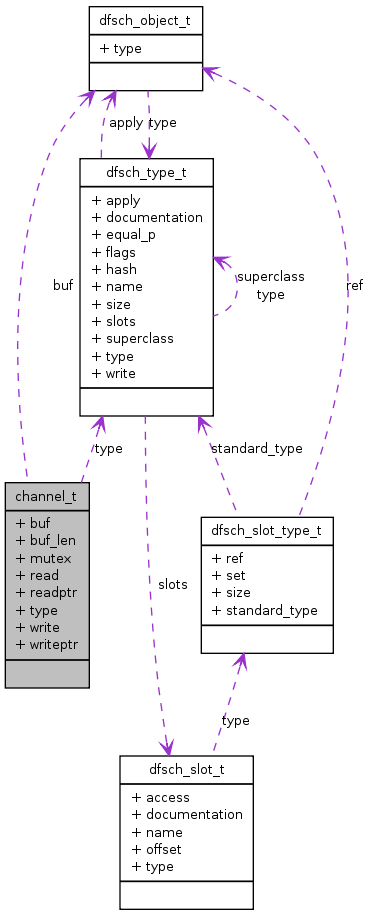 dfsch_object_t
+ type
apply type
dfsch_type_t
+ apply
+ documentation
+ equal_p
+ flags
+ hash
+ name
+ size
+ slots
+ superclass
+ type
+ write
superclass
type
buf
ref
type
standard_type
channel_t
+ buf
+ buf_len
+ mutex
+ read
+ readptr
+ type
+ write
+ writeptr
dfsch_slot_type_t
+ ref
+ set
+ size
+ standard_type
slots
type
dfsch_slot_t
+ access
+ documentation
+ name
+ offset
+ type